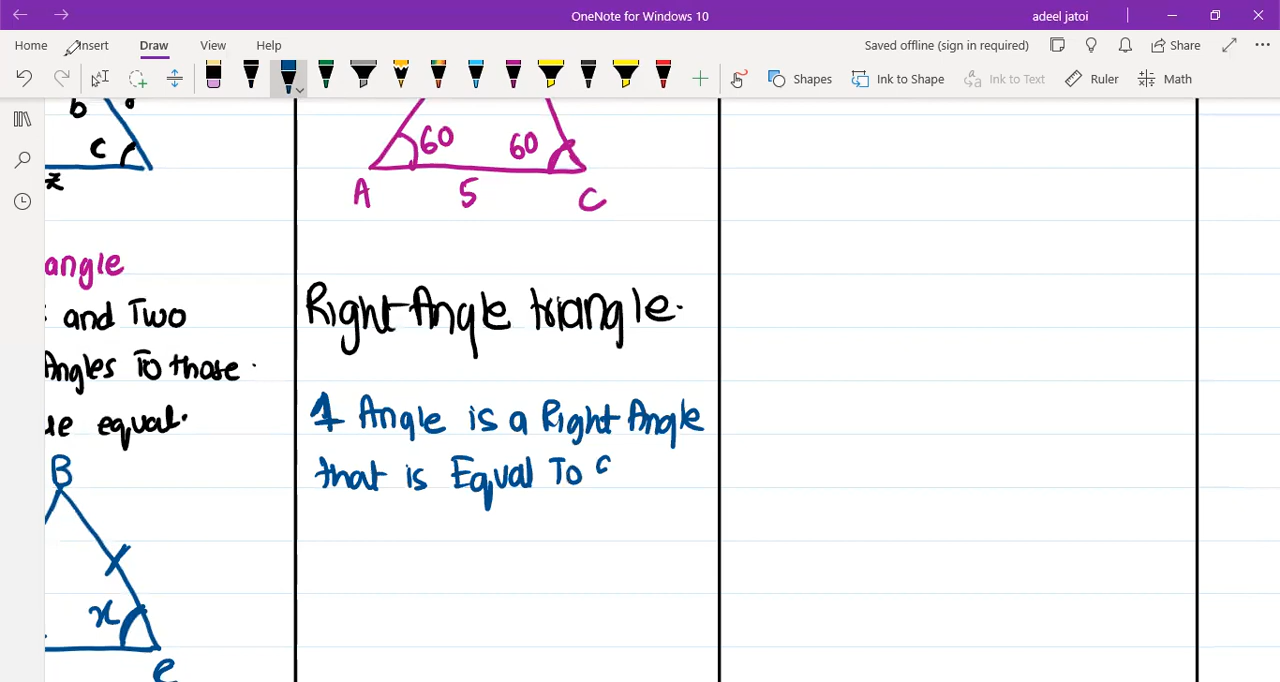 OneNote for Windows 10
adeel jatoi
Home
Insert
Draw
View
Help
Saved offline (sign in required)
Share
Shapes
Ink to Shape
Ink to Text
Ruler
Math
b
c
z
60
60
A
5
C
angle
and Two
Angles To those
equal.
B
x
Right Angle triangle.
1 Angle is a Right Angle
that is Equal To